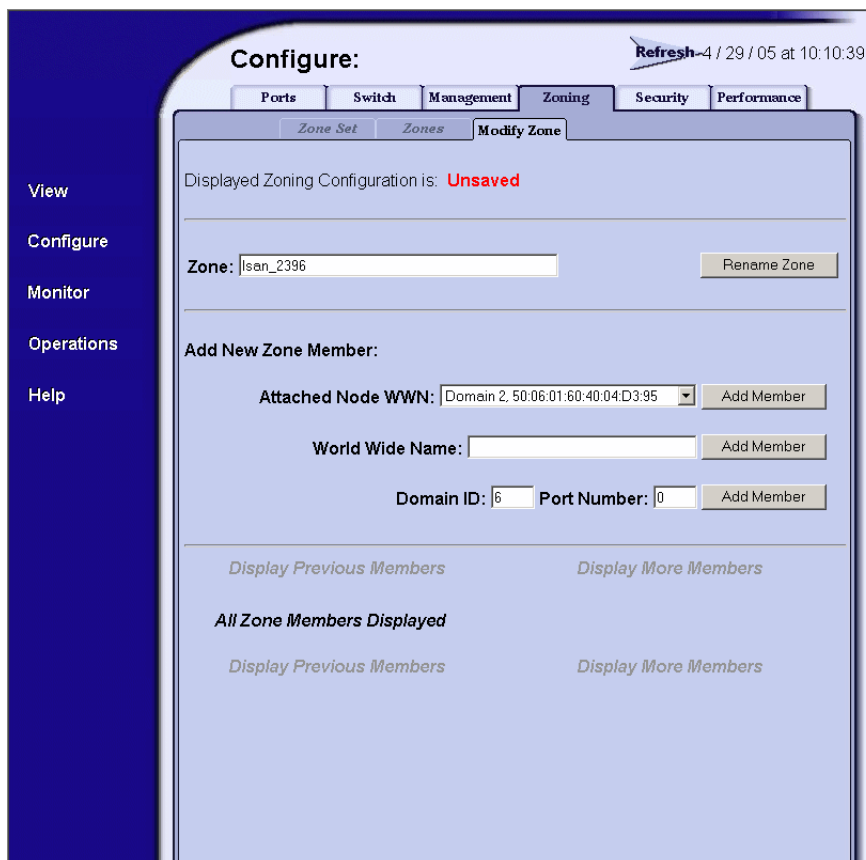 Configure:
Refresh 4 / 29 / 05 at 10:10:39
Ports Switch Management Zoning Security Performance
Zone Set Zones Modify Zone
View
Configure
Monitor
Operations
Help
Displayed Zoning Configuration is: Unsaved
Zone: lsan_2396 Rename Zone
Add New Zone Member:
Attached Node WWN: Domain 2, 50:06:01:60:40:04:D3:95 Add Member
World Wide Name: Add Member
Domain ID: 6 Port Number: 0 Add Member
Display Previous Members Display More Members
All Zone Members Displayed
Display Previous Members Display More Members